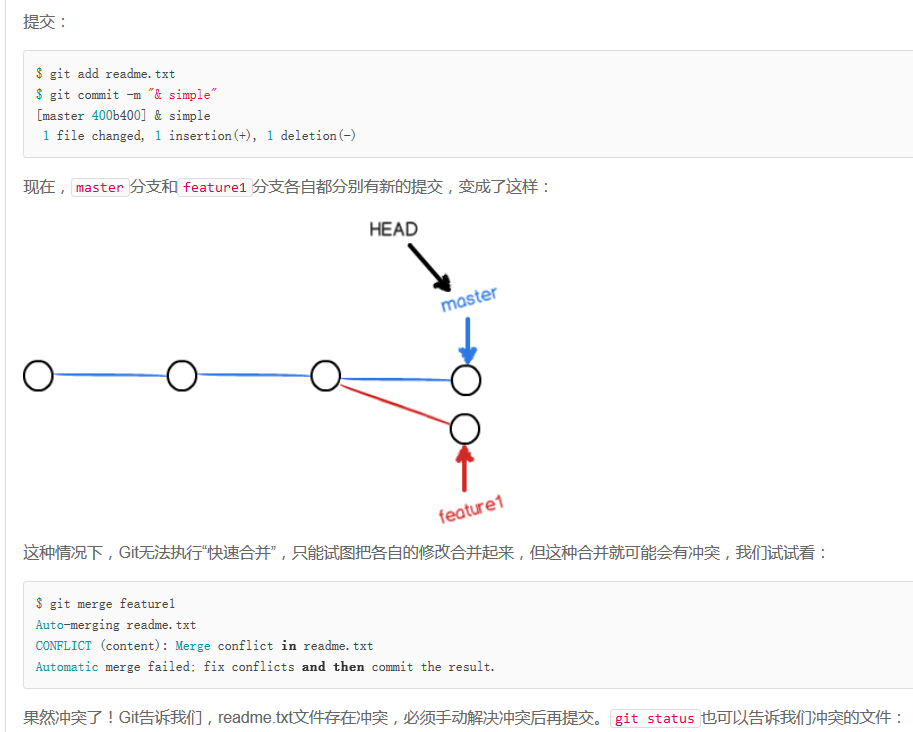 提交：
$ git add readme.txt
$ git commit -m "& simple"
[master 400b400] & simple
1 file changed, 1 insertion(+), 1 deletion(-)
现在，master分支和feature1分支各自都分别有新的提交，变成了这样：
HEAD
master
feature1
这种情况下，Git无法执行“快速合并”，只能试图把各自的修改合并起来，但这种合并就可能会有冲突，我们试试看：
$ git merge feature1
Auto-merging readme.txt
CONFLICT (content): Merge conflict in readme.txt
Automatic merge failed; fix conflicts and then commit the result.
果然冲突了！Git告诉我们，readme.txt文件存在冲突，必须手动解决冲突后再提交。git status也可以告诉我们冲突的文件：